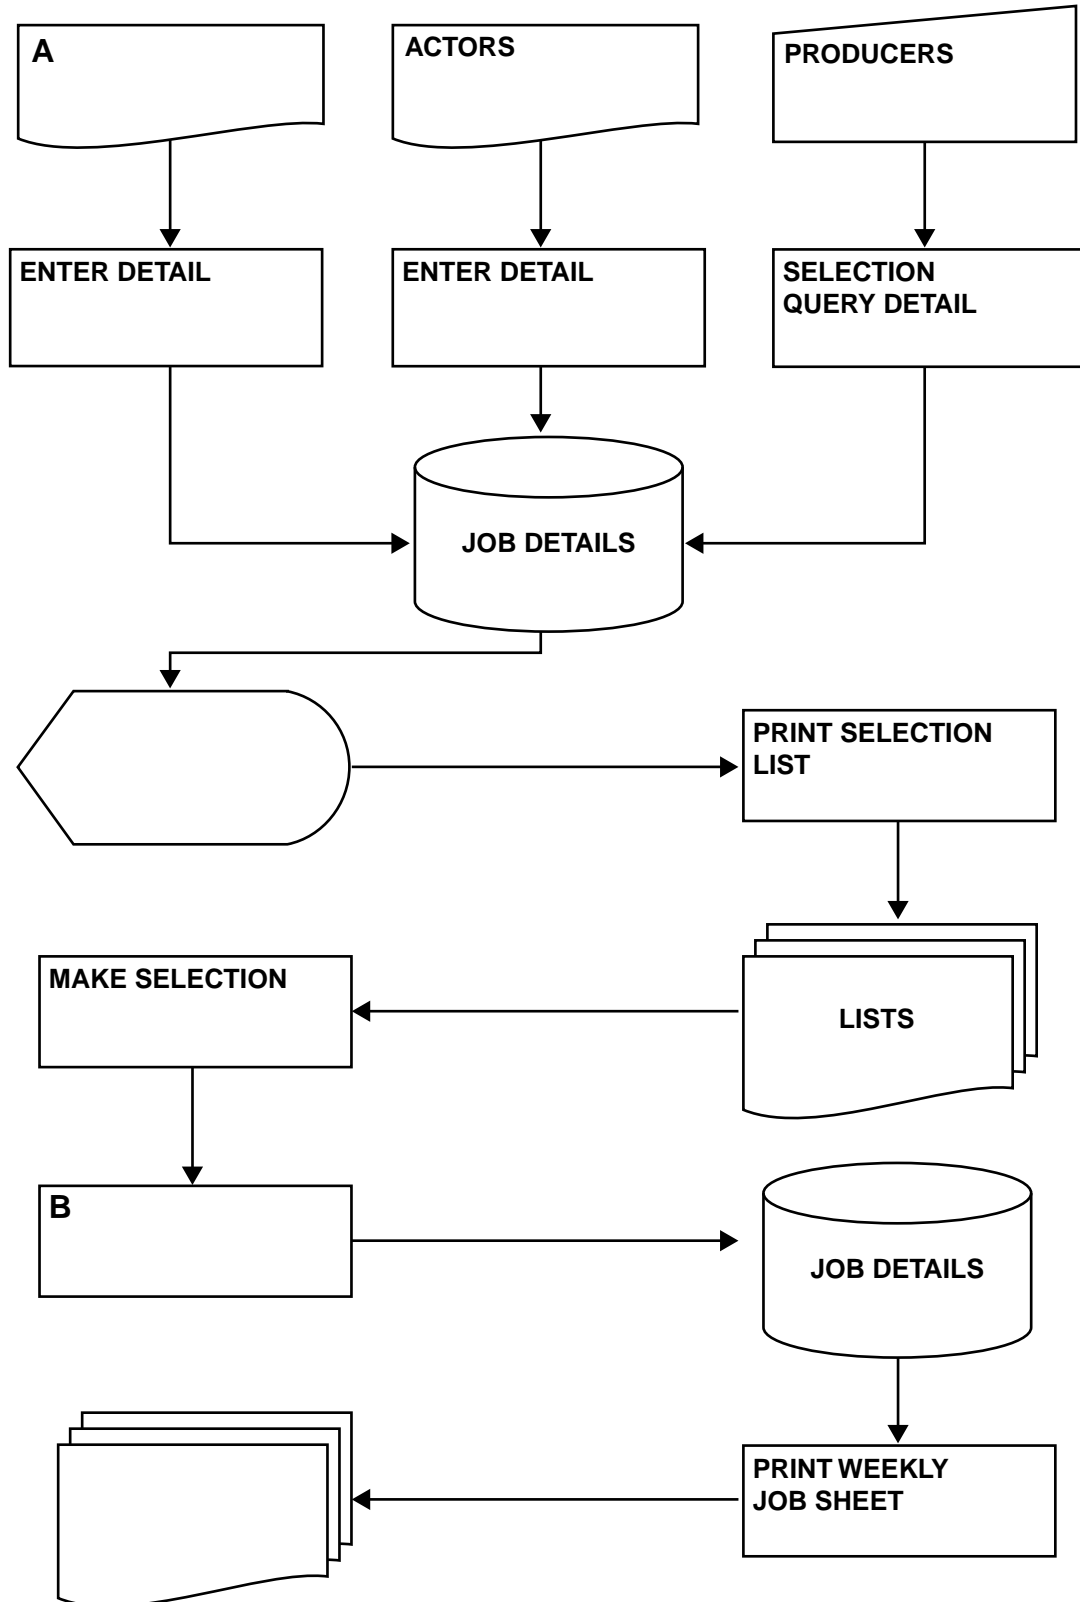 A
ACTORS
PRODUCERS
ENTER DETAIL
ENTER DETAIL
SELECTION
QUERY DETAIL
JOB DETAILS
PRINT SELECTION
LIST
MAKE SELECTION
LISTS
B
JOB DETAILS
PRINT WEEKLY
JOB SHEET